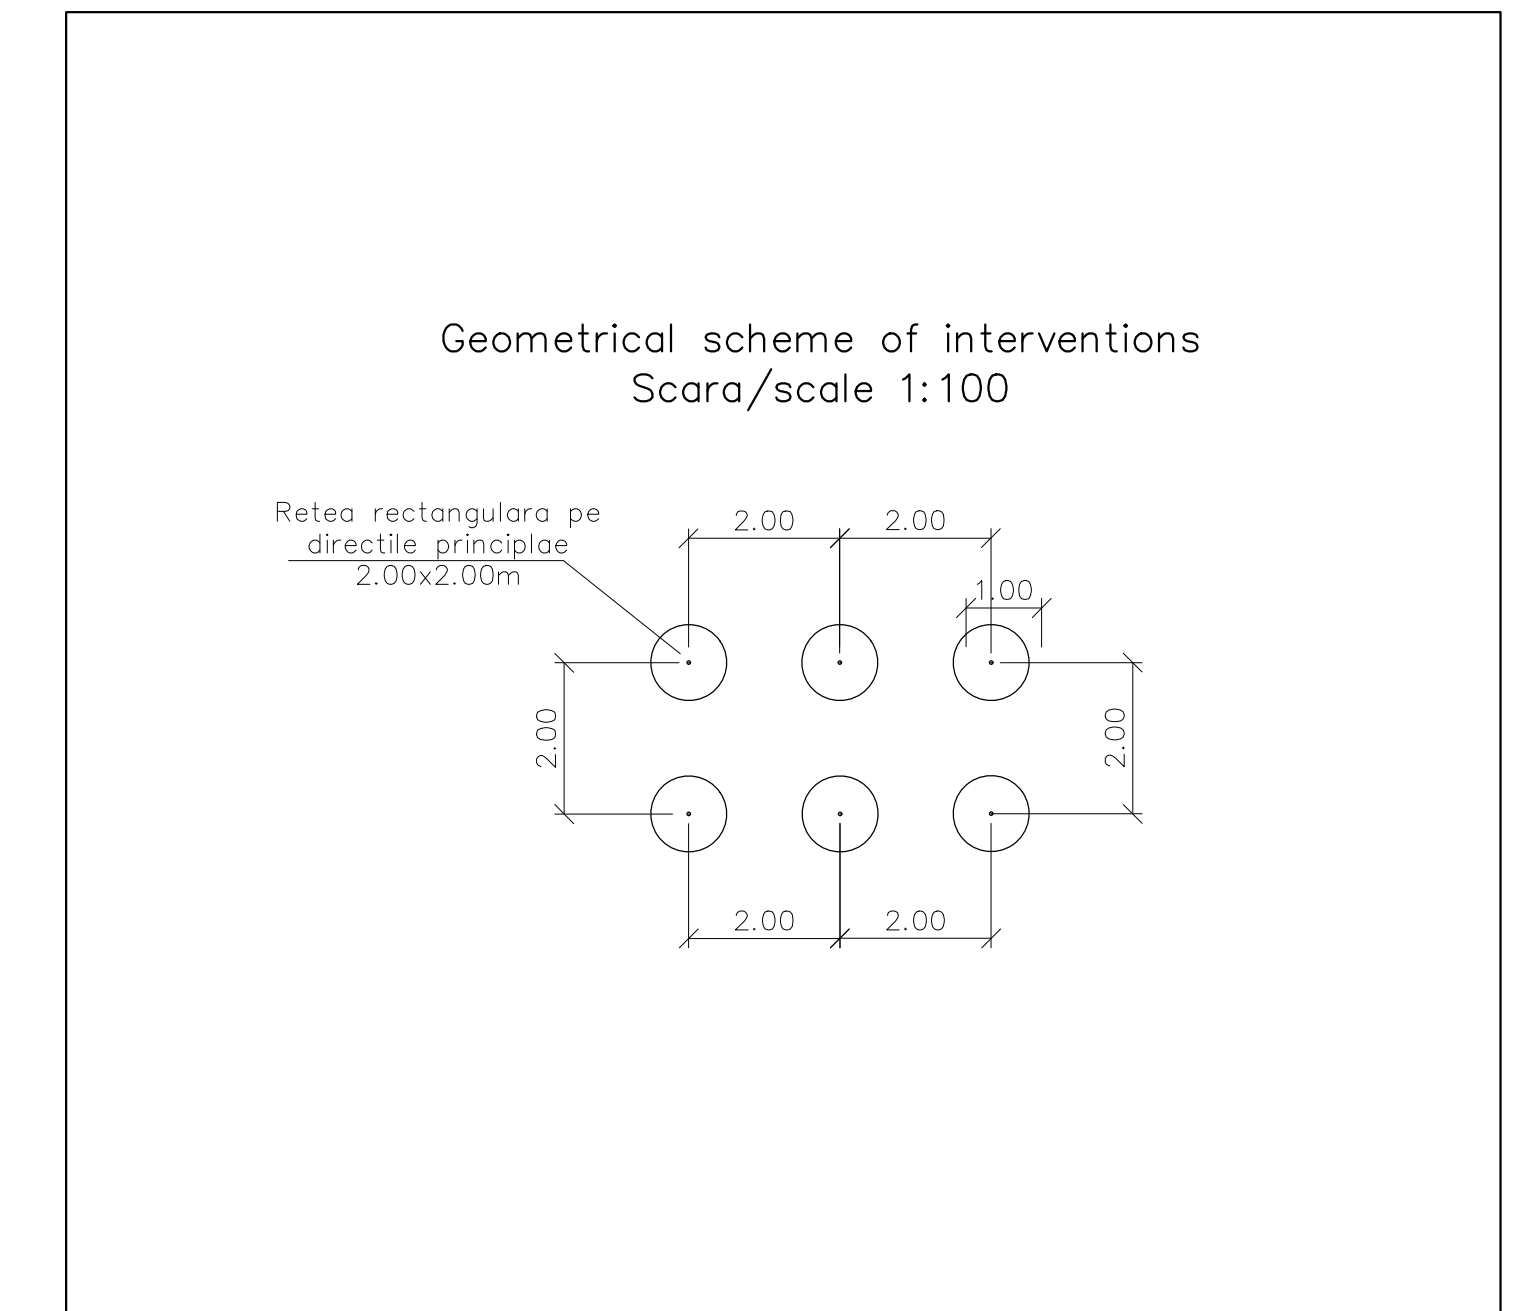 Geometrical scheme of interventions
Scara/scale 1:100
Retea rectangulara pe
directile principlae
2.00x2.00m
2.00
2.00
1.00
2.00
2.00
2.00
2.00